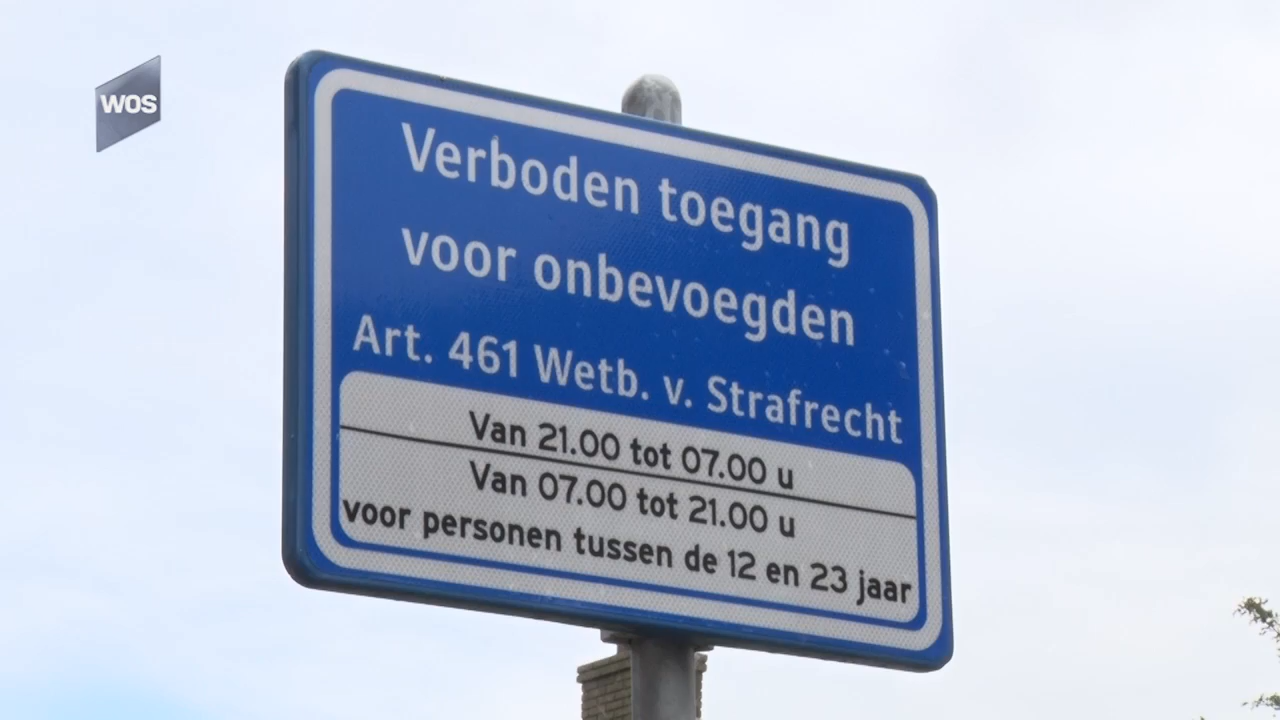 WOS
Verboden toegang
voor onbevoegden
Art. 461 Wetb. v. Strafrecht
Van 21.00 tot 07.00 u
Van 07.00 tot 21.00 u
voor personen tussen de 12 en 23 jaar